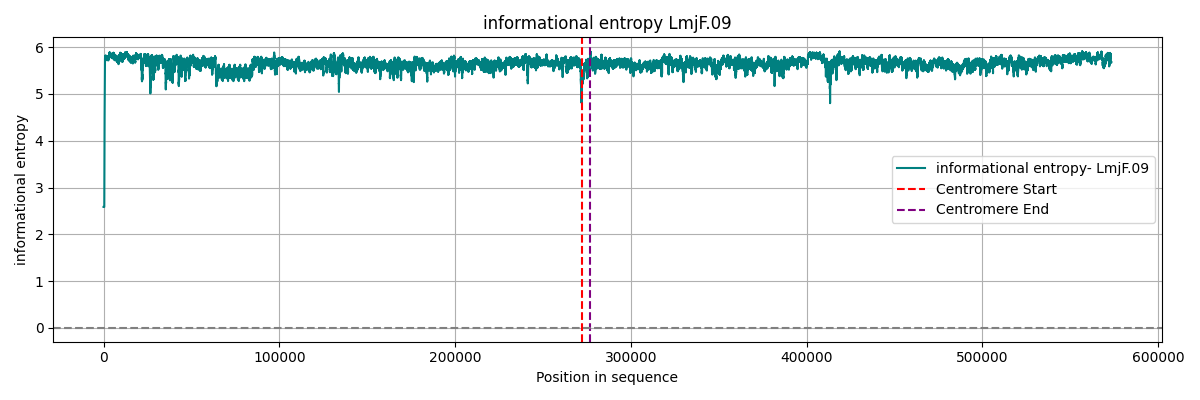 informational entropy LmjF.09
informational entropy
6
5
4
3
2
1
0
informational entropy- LmjF.09
Centromere Start
Centromere End
0 100000 200000 300000 400000 500000 600000
Position in sequence